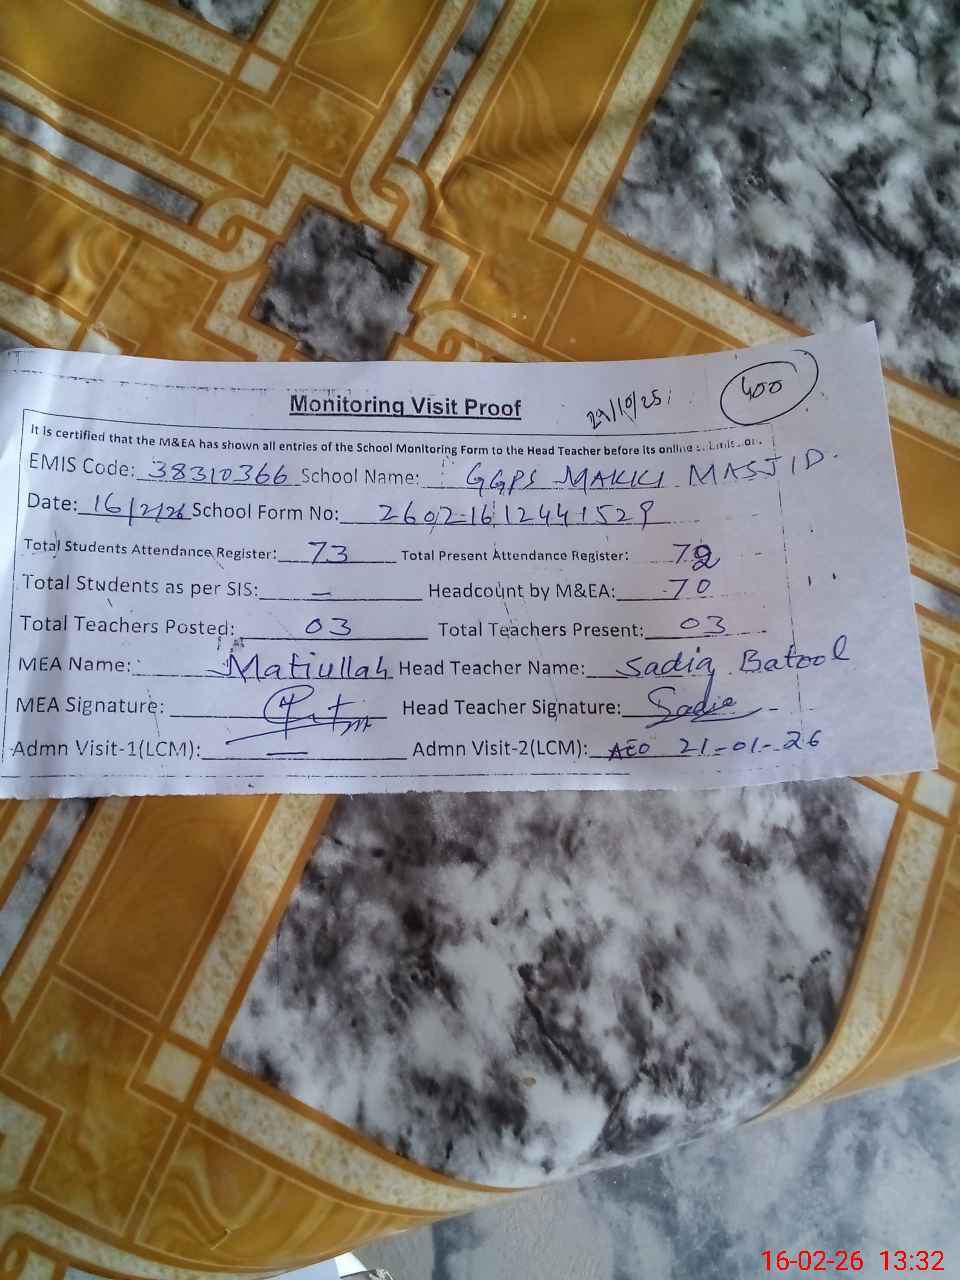 Monitoring Visit Proof
29/10/25
400
It is certified that the M&EA has shown all entries of the School Monitoring Form to the Head Teacher before its online
EMIS Code: 38310366 School Name: GGPS MAKKI MASJID.
Date: 16/2/26 School Form No: 26021612441529
Total Students Attendance Register: 73 Total Present Attendance Register: 72
Total Students as per SIS: – Headcount by M&EA: 70
Total Teachers Posted: 03 Total Teachers Present: 03
MEA Name: Matiullah Head Teacher Name: Sadia Batool
MEA Signature: Head Teacher Signature: Sadia
Admn Visit-1(LCM): — Admn Visit-2(LCM): AEO 21-01-26
16-02-26 13:32